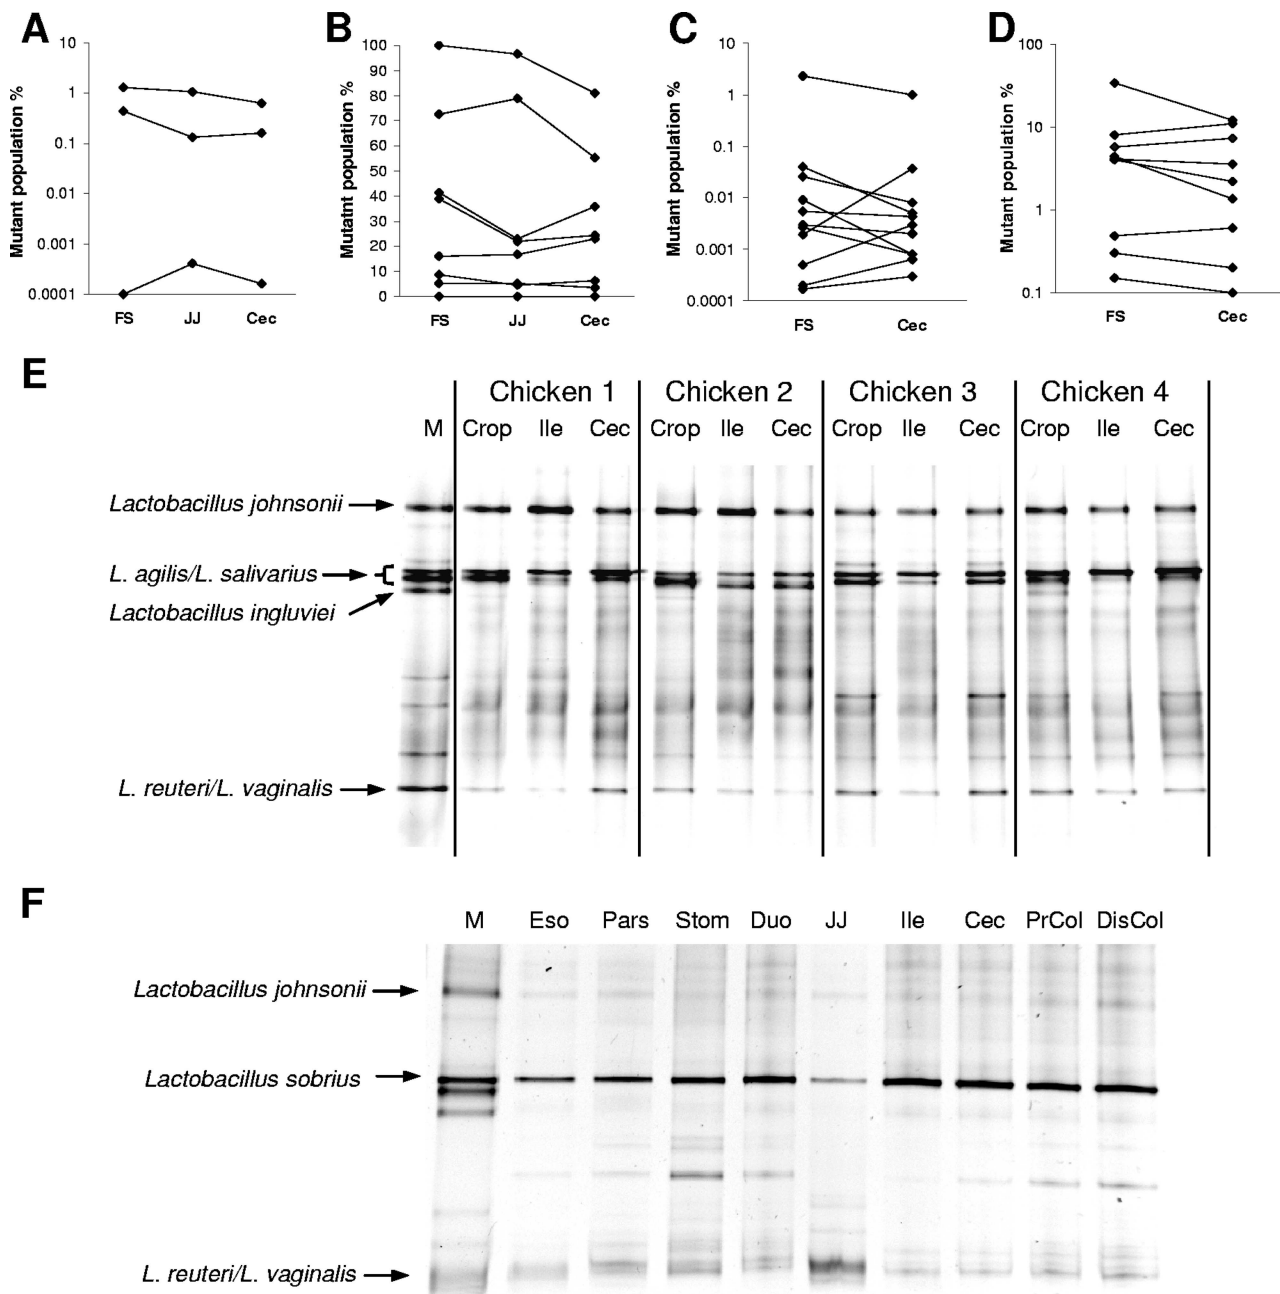 A
Mutant population %
10
1
0.1
0.01
0.001
0.0001
FS JJ Cec
B
Mutatnt population %
100
90
80
70
60
50
40
30
20
10
0
FS JJ Cec
C
Mutant population %
10
1
0.1
0.01
0.001
0.0001
FS Cec
D
Mutant population %
100
10
1
0.1
FS Cec
E
Chicken 1 Chicken 2 Chicken 3 Chicken 4
M Crop Ile Cec Crop Ile Cec Crop Ile Cec Crop Ile Cec
Lactobacillus johnsonii
L. agilis/L. salivarius
Lactobacillus ingluviei
L. reuteri/L. vaginalis
F
M Eso Pars Stom Duo JJ Ile Cec PrCol DisCol
Lactobacillus johnsonii
Lactobacillus sobrius
L. reuteri/L. vaginalis